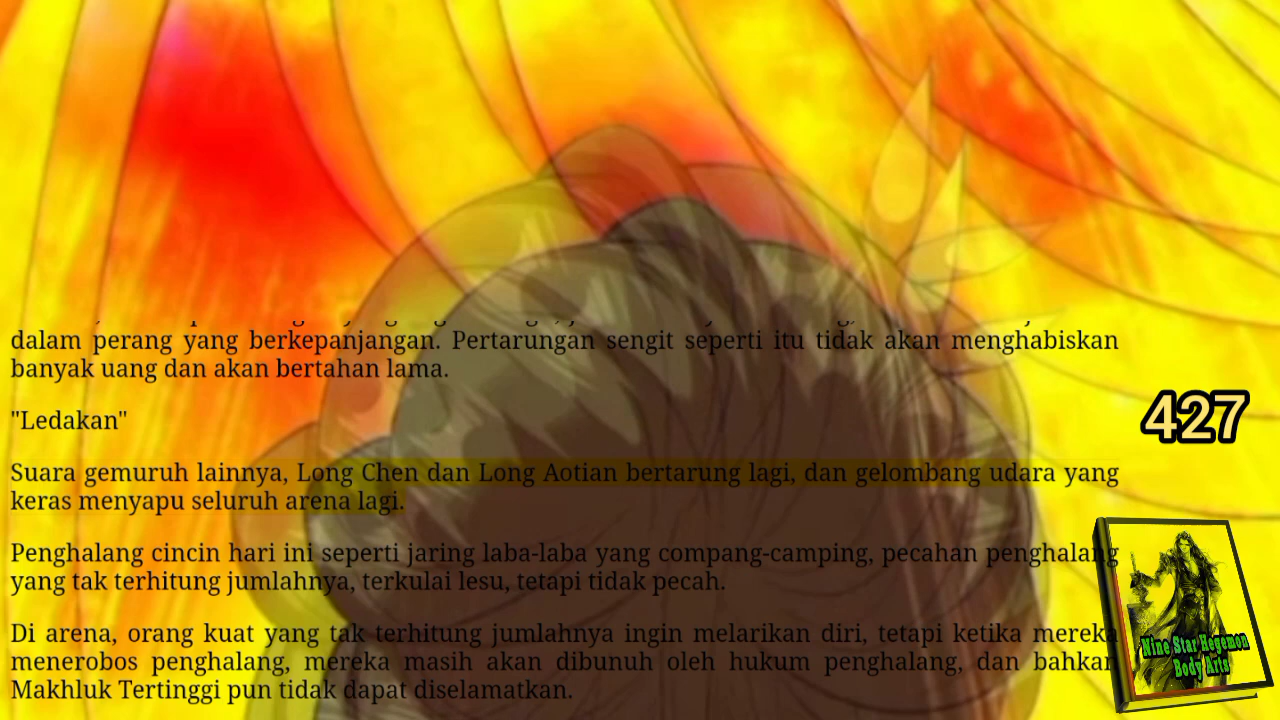 dalam perang yang berkepanjangan. Pertarungan sengit seperti itu tidak akan menghabiskan
banyak uang dan akan bertahan lama.
"Ledakan"
Suara gemuruh lainnya, Long Chen dan Long Aotian bertarung lagi, dan gelombang udara yang
keras menyapu seluruh arena lagi.
Penghalang cincin hari ini seperti jaring laba-laba yang compang-camping, pecahan penghalang
yang tak terhitung jumlahnya, terkulai lesu, tetapi tidak pecah.
Di arena, orang kuat yang tak terhitung jumlahnya ingin melarikan diri, tetapi ketika mereka
menerobos penghalang, mereka masih akan dibunuh oleh hukum penghalang, dan bahkan
Makhluk Tertinggi pun tidak dapat diselamatkan.
427
Nine Star Hegemon
Body Arts